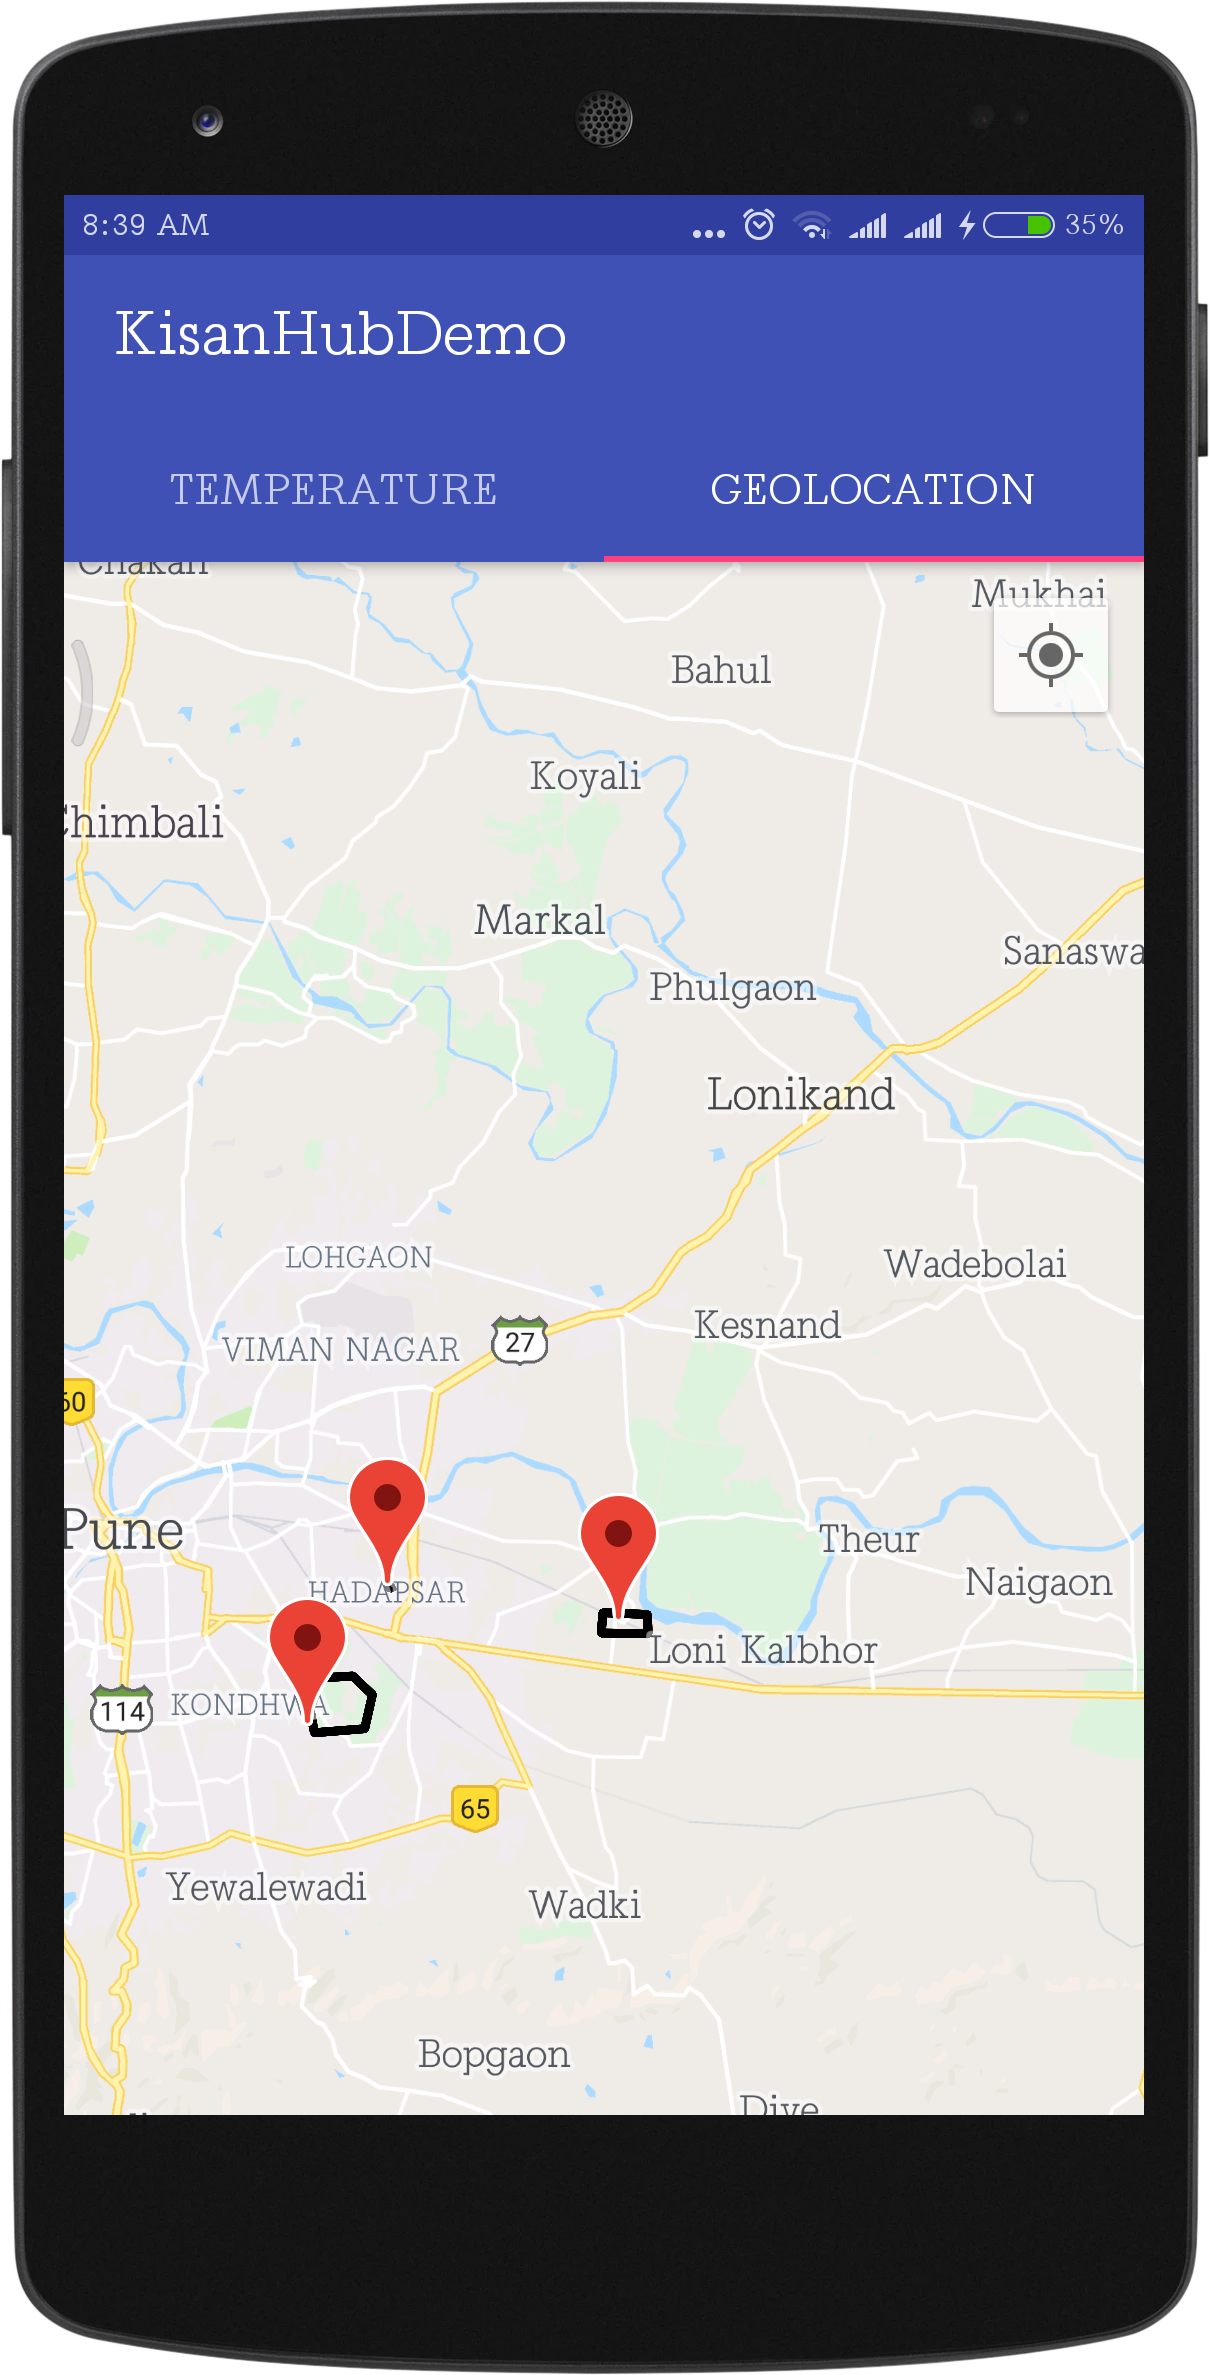 8:39 AM 35%
KisanHubDemo
TEMPERATURE GEOLOCATION
Chakan
Mukhai
Bahul
Koyali
Chimbali
Markal
Sanaswa
Phulgaon
Lonikand
LOHGAON
Wadebolai
Kesnand
VIMAN NAGAR
27
60
Pune
Theur
Naigaon
HADAPSAR
Loni Kalbhor
KONDHWA
114
65
Yewalewadi
Wadki
Bopgaon
Dive